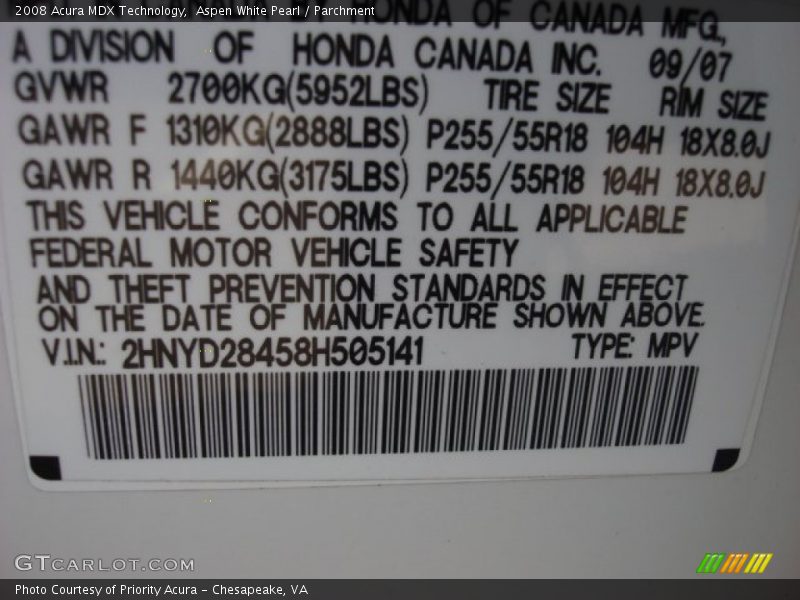 2008 Acura MDX Technology, Aspen White Pearl / Parchment
HONDA OF CANADA MFG.,
A DIVISION OF HONDA CANADA INC. 09/07
GVWR 2700KG(5952LBS) TIRE SIZE RIM SIZE
GAWR F 1310KG(2888LBS) P255/55R18 104H 18X8.0J
GAWR R 1440KG(3175LBS) P255/55R18 104H 18X8.0J
THIS VEHICLE CONFORMS TO ALL APPLICABLE
FEDERAL MOTOR VEHICLE SAFETY
AND THEFT PREVENTION STANDARDS IN EFFECT
ON THE DATE OF MANUFACTURE SHOWN ABOVE.
V.I.N.: 2HNYD28458H505141 TYPE: MPV
GTCARLOT.COM
Photo Courtesy of Priority Acura – Chesapeake, VA